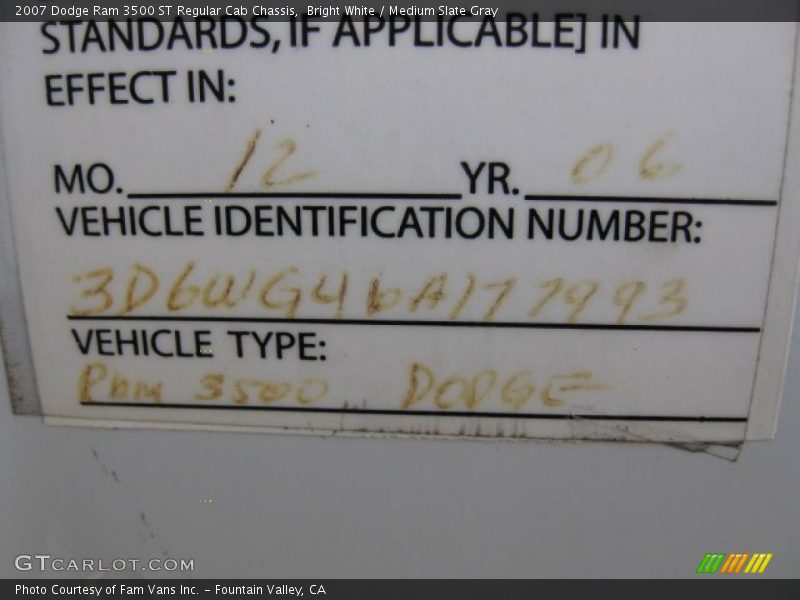 2007 Dodge Ram 3500 ST Regular Cab Chassis, Bright White / Medium Slate Gray
STANDARDS, IF APPLICABLE] IN
EFFECT IN:
MO. 12 YR. 06
VEHICLE IDENTIFICATION NUMBER:
3D6WG46A177993
VEHICLE TYPE:
RAM 3500 DODGE
GTCARLOT.COM
Photo Courtesy of Fam Vans Inc. - Fountain Valley, CA